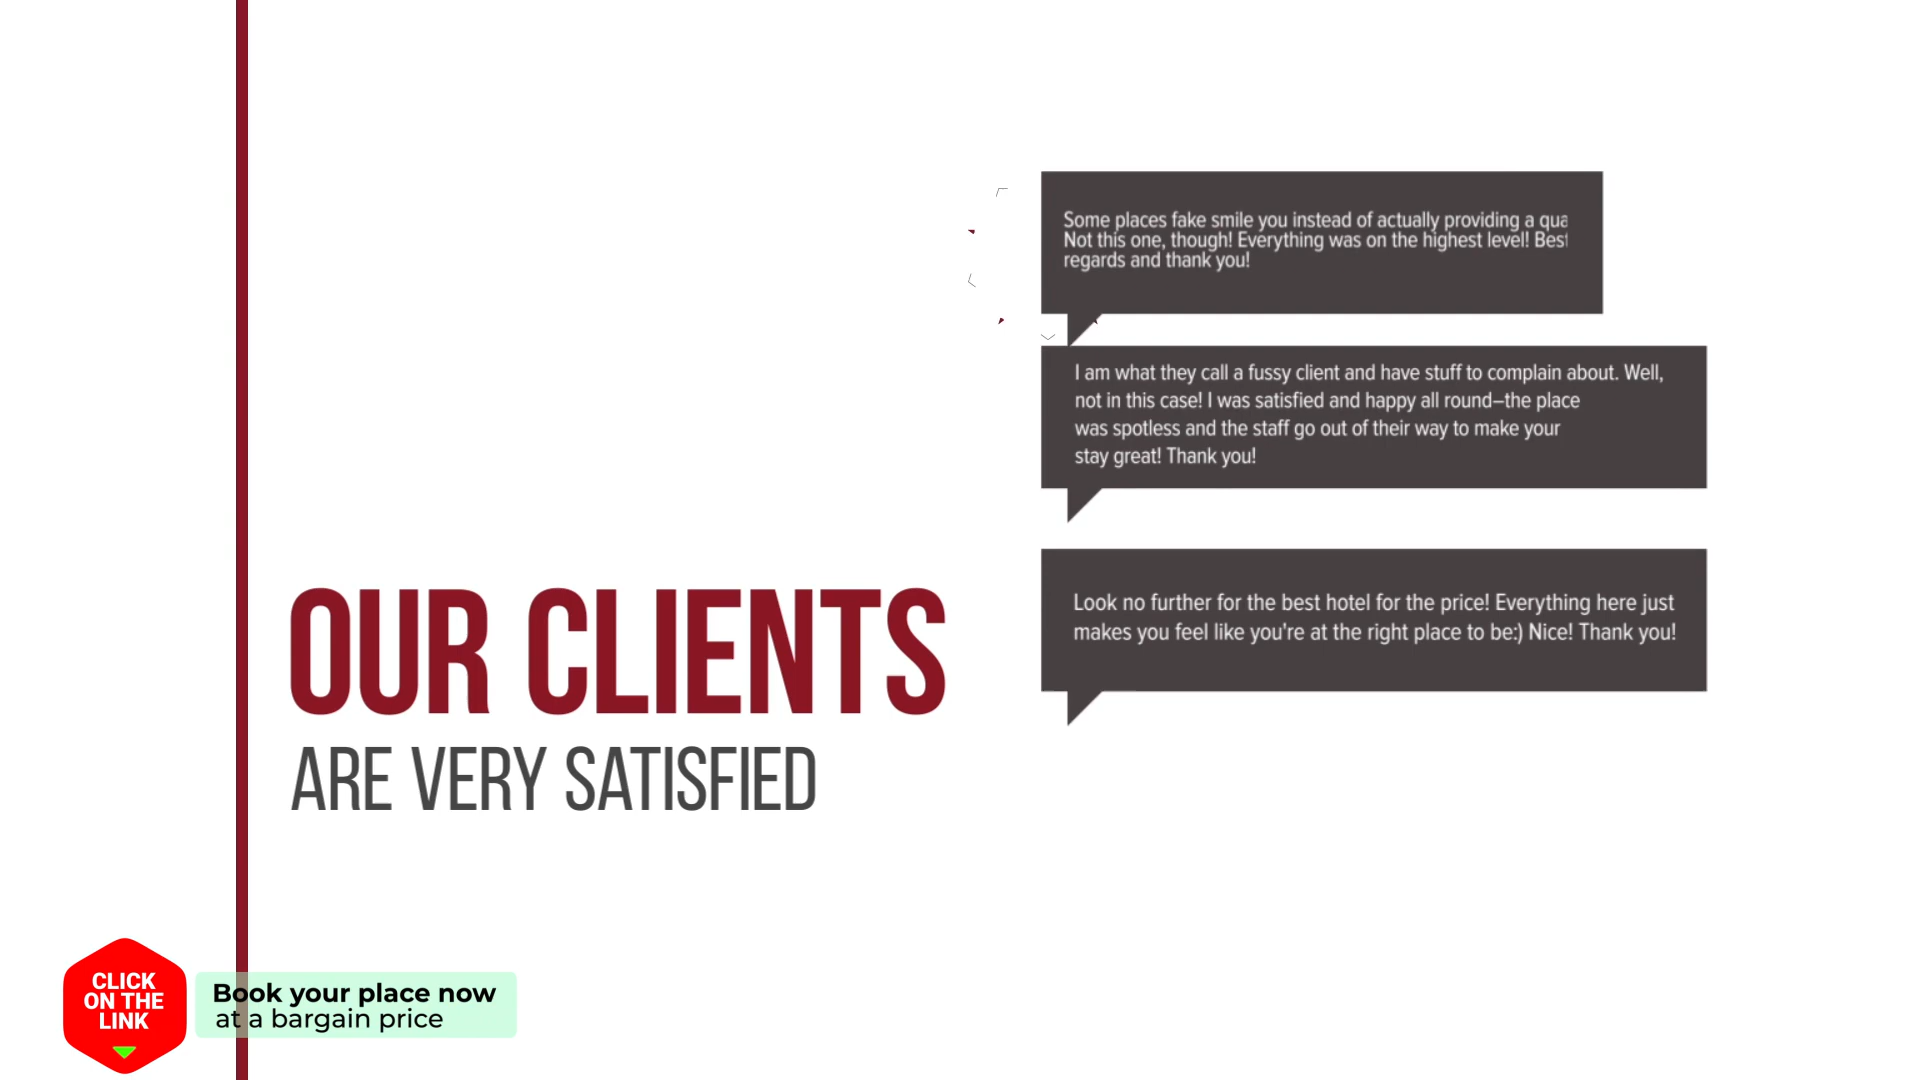 Some places fake smile you instead of actually providing a
Not this one, though! Everything was on the highest level! Best
regards and thank you!
I am what they call a fussy client and have stuff to complain about. Well,
not in this case! I was satisfied and happy all round–the place
was spotless and the staff go out of their way to make your
stay great! Thank you!
Look no further for the best hotel for the price! Everything here just
makes you feel like you're at the right place to be:) Nice! Thank you!
OUR CLIENTS
ARE VERY SATISFIED
CLICK
ON THE
LINK
Book your place now
at a bargain price